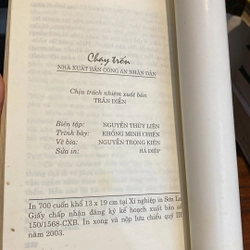 Chạy trốn
NHÀ XUẤT BẢN CÔNG AN NHÂN DÂN
Chịu trách nhiệm xuất bản
TRẦN DIỄN
Biên tập: NGUYỄN THÙY LIÊN
Trình bày: KHỔNG MINH CHIẾN
Vẽ bìa: NGUYỄN TRỌNG KIÊN
Sửa in: HÀ ĐIỆP
In 700 cuốn khổ 13 x 19 cm tại Xí nghiệp in Sơn
Giấy chấp nhận đăng ký kế hoạch xuất bản số
150/1568-CXB. In xong và nộp lưu chiểu quý
năm 2003.